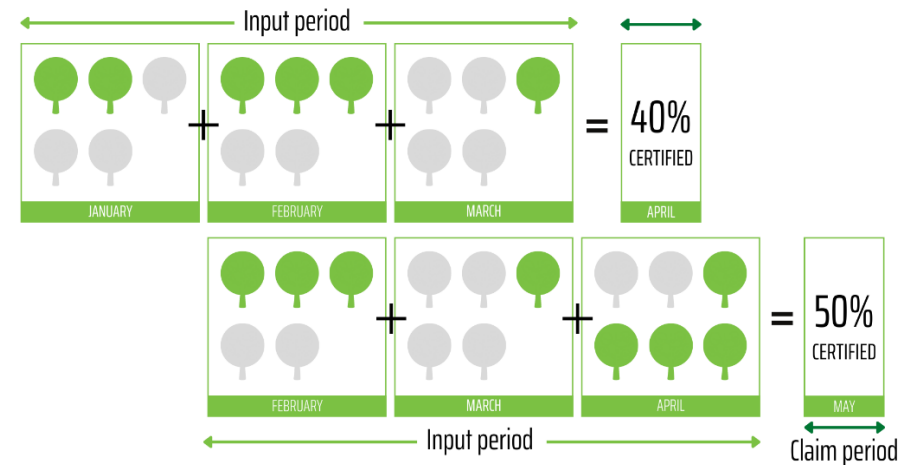 Input period
40%
CERTIFIED
+
+
=
JANUARY
FEBRUARY
MARCH
APRIL
50%
CERTIFIED
+
+
=
FEBRUARY
MARCH
APRIL
MAY
Input period
Claim period